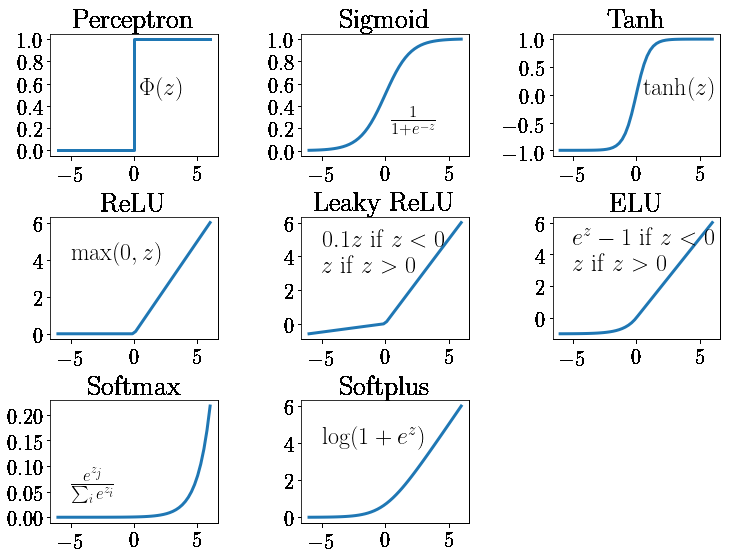 Perceptron
1.0
0.8
0.6
0.4
0.2
0.0
Φ(z)
−5 0 5
Sigmoid
1.0
0.8
0.6
0.4
0.2
0.0
1
1+e^{−z}
−5 0 5
Tanh
1.0
0.5
0.0
−0.5
−1.0
tanh(z)
−5 0 5
ReLU
6
4
2
0
max(0, z)
−5 0 5
Leaky ReLU
6
4
2
0
0.1z if z < 0
z if z > 0
−5 0 5
ELU
6
4
2
0
e^z − 1 if z < 0
z if z > 0
−5 0 5
Softmax
0.20
0.15
0.10
0.05
0.00
e^{z_j}
∑_i e^{z_i}
−5 0 5
Softplus
6
4
2
0
log(1 + e^z)
−5 0 5